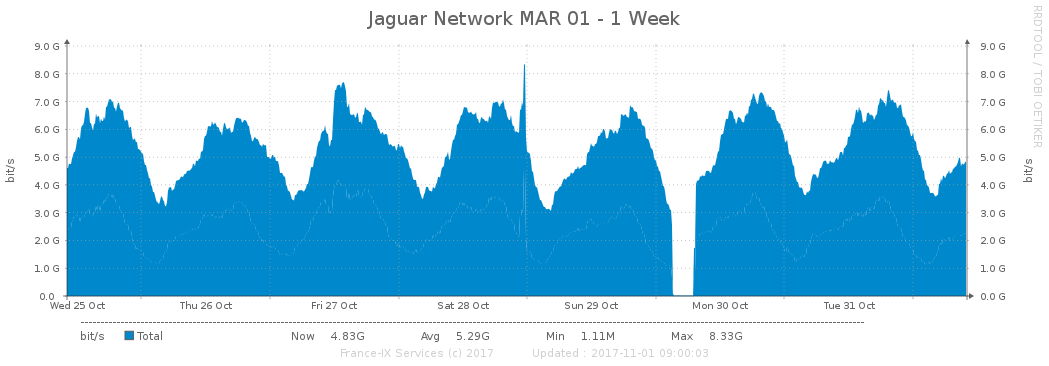 Jaguar Network MAR 01 - 1 Week
RRDTOOL / TOBI OETIKER
9.0 G 9.0 G
8.0 G 8.0 G
7.0 G 7.0 G
6.0 G 6.0 G
5.0 G 5.0 G
4.0 G 4.0 G
3.0 G 3.0 G
2.0 G 2.0 G
1.0 G 1.0 G
0.0 0.0 G
bit/s
bit/s
Wed 25 Oct Thu 26 Oct Fri 27 Oct Sat 28 Oct Sun 29 Oct Mon 30 Oct Tue 31 Oct
bit/s Total Now 4.83G Avg 5.29G Min 1.11M Max 8.33G
France-IX Services (c) 2017 Updated : 2017-11-01 09:00:03